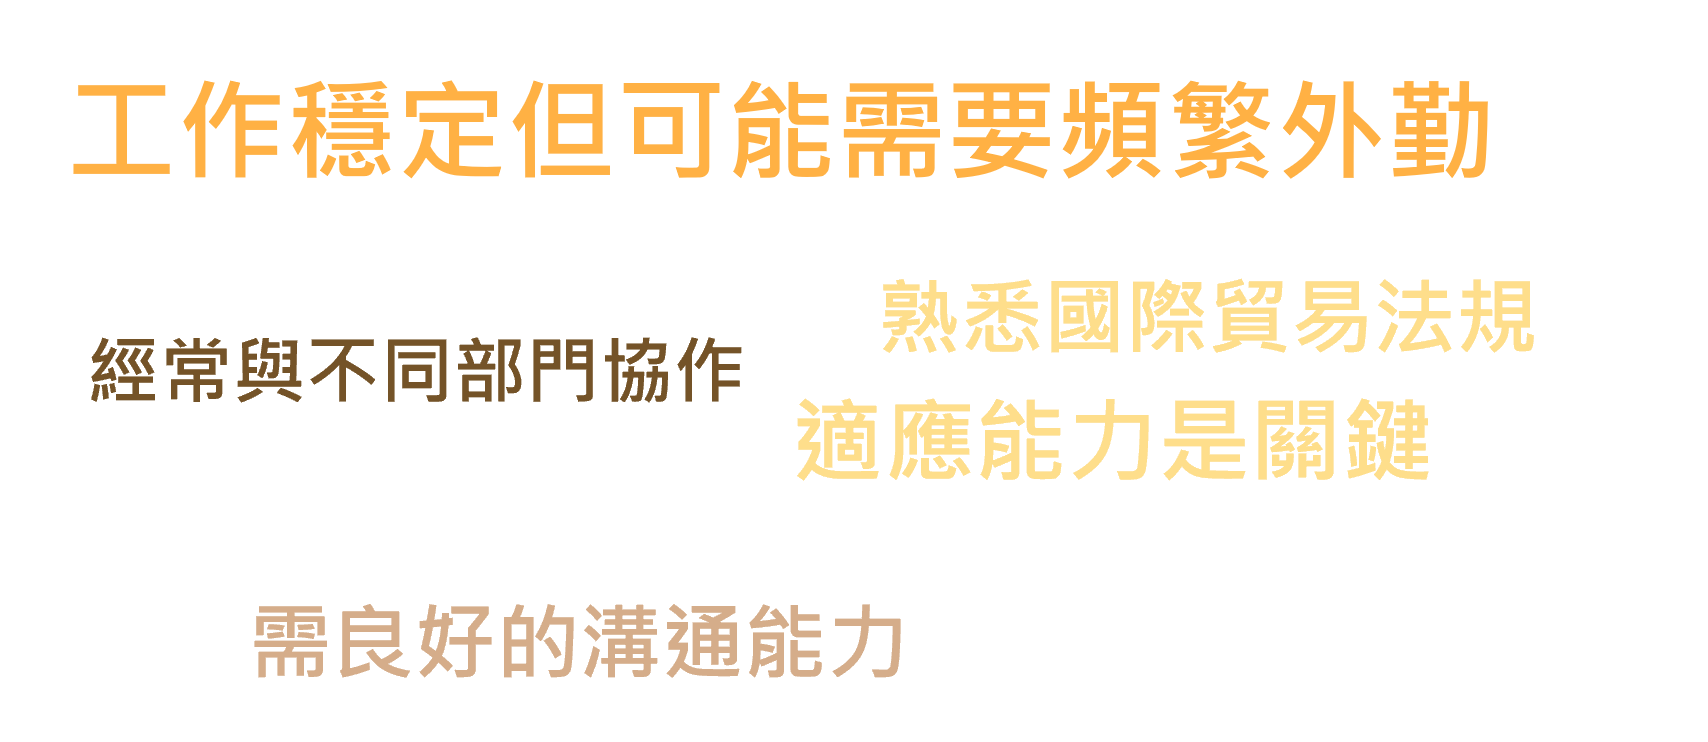 工作穩定但可能需要頻繁外勤
熟悉國際貿易法規
經常與不同部門協作
適應能力是關鍵
需良好的溝通能力